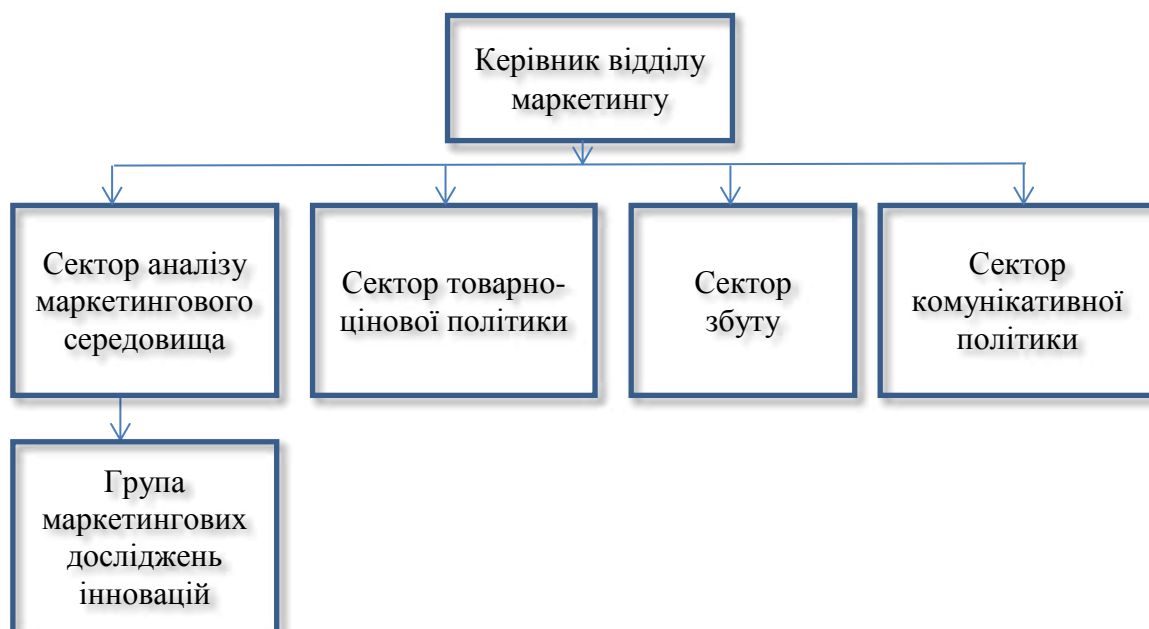 Керівник відділу
маркетингу
Сектор аналізу
маркетингового
середовища
Сектор товарно-
цінової політики
Сектор
збуту
Сектор
комунікативної
політики
Група
маркетингових
досліджень
інновацій